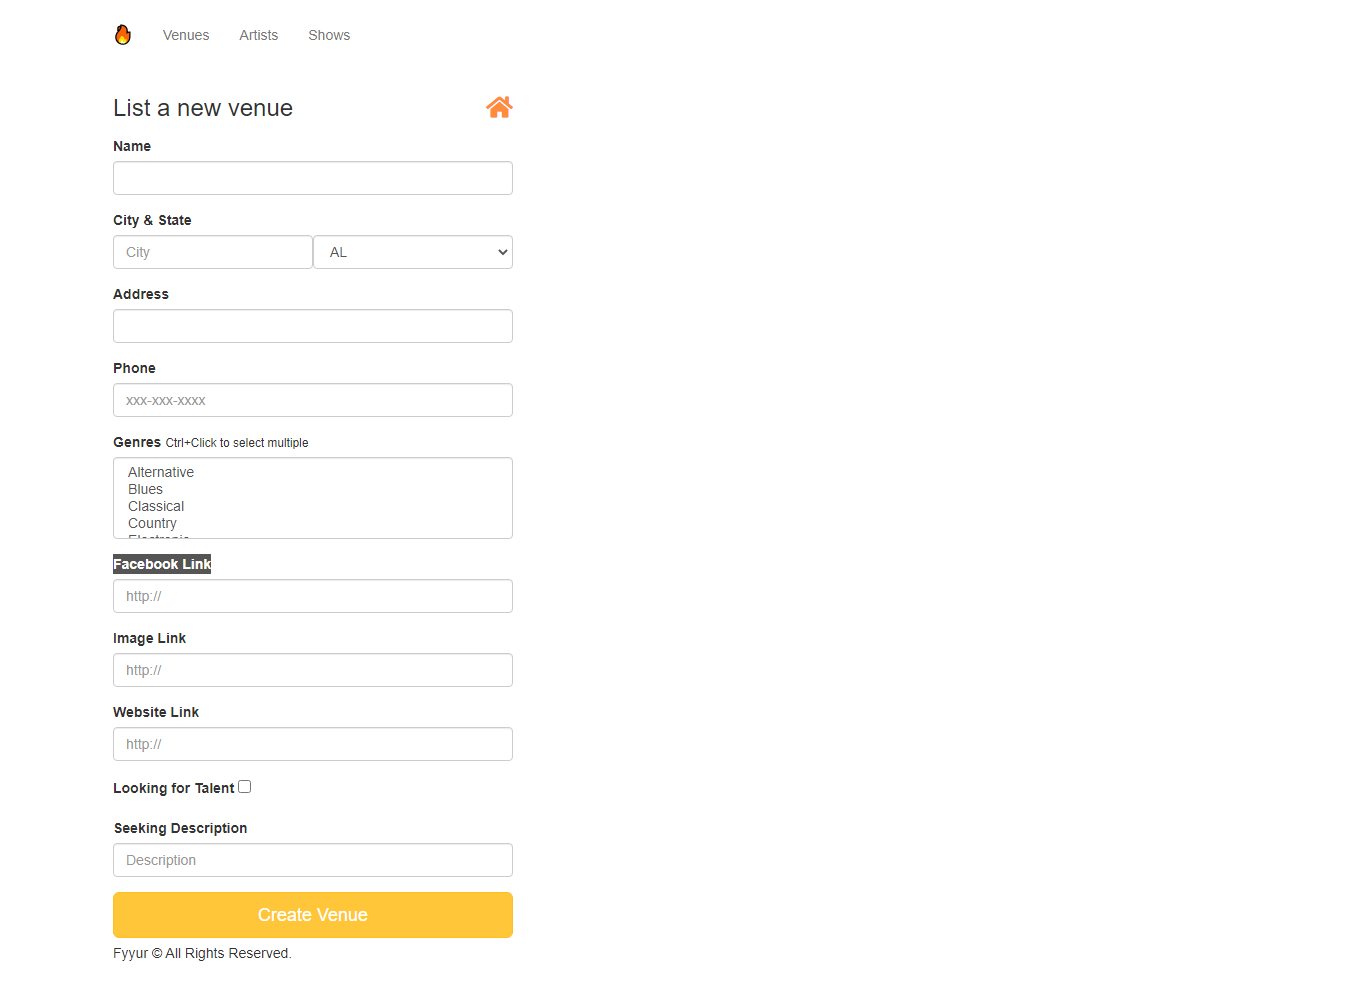 Venues Artists Shows
List a new venue
Name
City & State
City AL
Address
Phone
xxx-xxx-xxxx
Genres Ctrl+Click to select multiple
Alternative
Blues
Classical
Country
Electronic
Facebook Link
http://
Image Link
http://
Website Link
http://
Looking for Talent
Seeking Description
Description
Create Venue
Fyyur © All Rights Reserved.